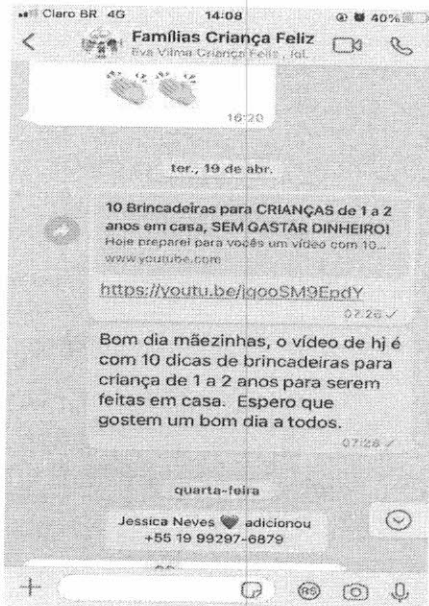 Claro BR 4G 14:08 40%
Famílias Criança Feliz
Eva Vilma Criança Feliz,
16:20
ter., 19 de abr.
10 Brincadeiras para CRIANÇAS de 1 a 2
anos em casa, SEM GASTAR DINHEIRO!
Hoje preparei para vocês um vídeo com 10...
www.youtube.com
https://youtu.be/jqooSM9EpdY
07:26
Bom dia mãezinhas, o vídeo de hj é
com 10 dicas de brincadeiras para
criança de 1 a 2 anos para serem
feitas em casa. Espero que
gostem um bom dia a todos.
07:26
quarta-feira
Jessica Neves adicionou
+55 19 99297-6879